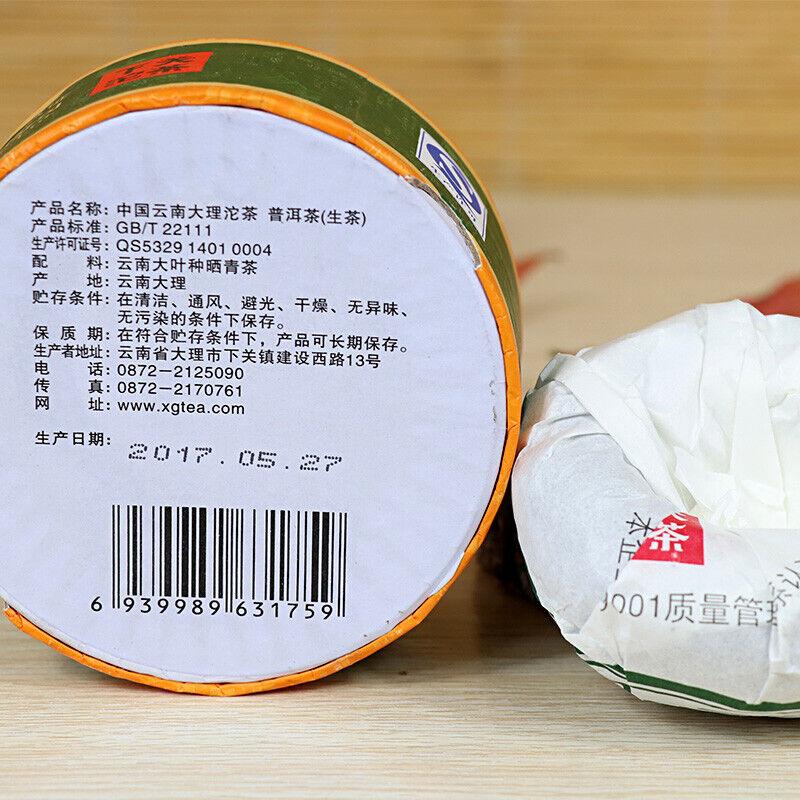 下关
沱茶
产品名称：中国云南大理沱茶 普洱茶(生茶)
产品标准：GB/T 22111
生产许可证号：QS5329 1401 0004
配　　料：云南大叶种晒青茶
产　　地：云南大理
贮存条件：在清洁、通风、避光、干燥、无异味、
无污染的条件下保存。
保 质 期：在符合贮存条件下，产品可长期保存。
生产者地址：云南省大理市下关镇建设西路13号
电　　话：0872-2125090
传　　真：0872-2170761
网　　址：www.xgtea.com
生产日期：
2017.05.27
6 939989 631759
茶
本企
9001质量管理